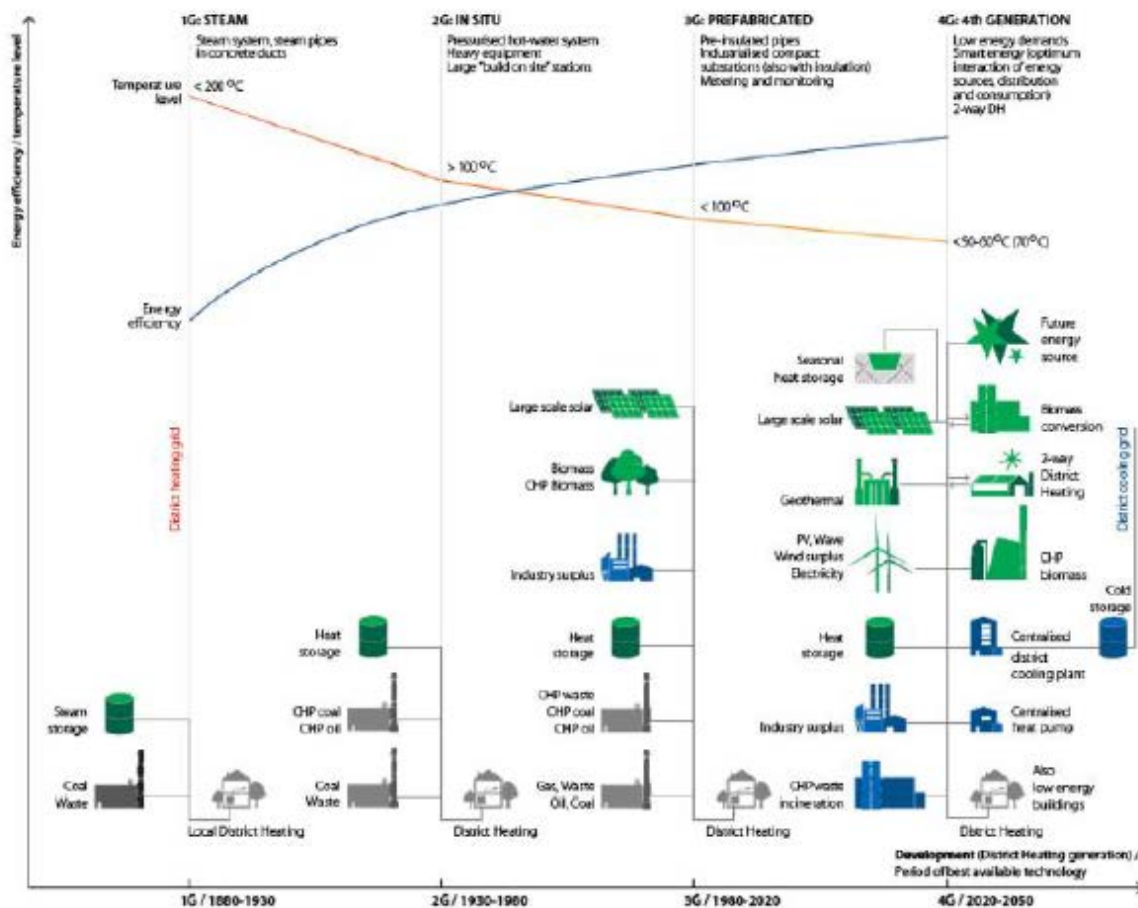 1G: STEAM
Steam system, steam pipes
in concrete ducts
2G: IN SITU
Pressurised hot-water system
Heavy equipment
Large "build on site" stations
3G: PREFABRICATED
Pre-insulated pipes
Industrialised compact
substations (also with insulation)
Metering and monitoring
4G: 4th GENERATION
Low energy demands
Smart energy (optimum
interaction of energy
sources, distribution
and consumption)
2-way DH
Energy efficiency / temperature level
Temperature
level
< 200 °C
> 100 °C
< 100 °C
<50-60°C (70°C)
Energy
efficiency
District heating grid
Large scale solar
Biomass
CHP Biomass
Industry surplus
Seasonal
heat storage
Large scale solar
Geothermal
PV, Wave
Wind surplus
Electricity
Future
energy
source
Biomass
conversion
2-way
District
Heating
CHP
biomass
District cooling grid
Cold
storage
Steam
storage
Coal
Waste
Local District Heating
Heat
storage
CHP coal
CHP oil
Coal
Waste
District Heating
Heat
storage
CHP waste
CHP coal
CHP oil
Gas, Waste
Oil, Coal
District Heating
Heat
storage
Industry surplus
CHP waste
incineration
Centralised
district
cooling plant
Centralised
heat pump
Also
low energy
buildings
District Heating
Development (District Heating generation) /
Period of best available technology
1G / 1880-1930
2G / 1930-1980
3G / 1980-2020
4G / 2020-2050